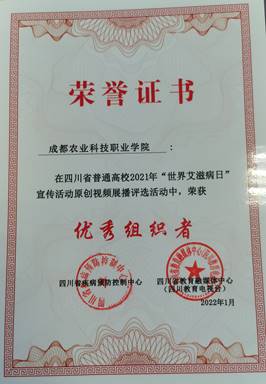 荣誉证书
成都农业科技职业学院：
在四川省普通高校2021年“世界艾滋病日”
宣传活动原创视频展播评选活动中，荣获
优秀组织者
四川省疾病预防控制中心
四川省教育融媒体中心
（四川教育电视台）
2022年1月